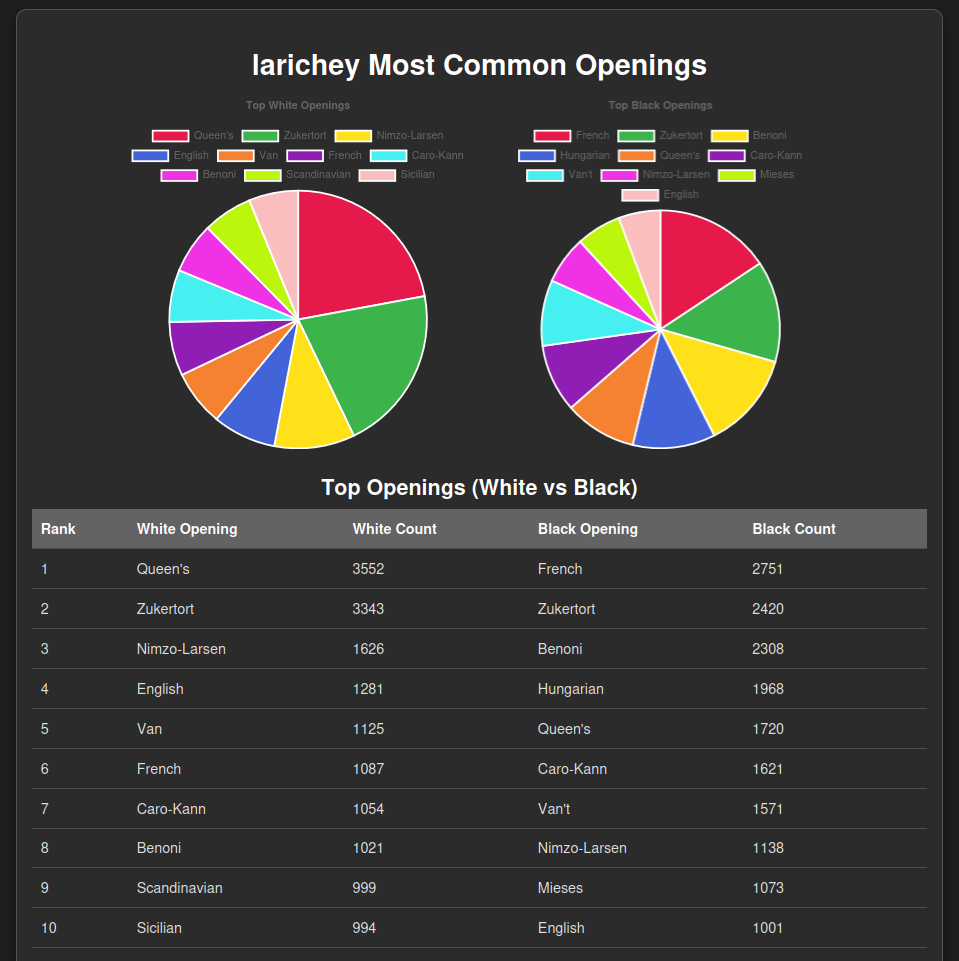 larichey Most Common Openings
Top White Openings
Queen's Zukertort Nimzo-Larsen
English Van French Caro-Kann
Benoni Scandinavian Sicilian
Top Black Openings
French Zukertort Benoni
Hungarian Queen's Caro-Kann
Van't Nimzo-Larsen Mieses
English
Top Openings (White vs Black)
Rank White Opening White Count Black Opening Black Count
1 Queen's 3552 French 2751
2 Zukertort 3343 Zukertort 2420
3 Nimzo-Larsen 1626 Benoni 2308
4 English 1281 Hungarian 1968
5 Van 1125 Queen's 1720
6 French 1087 Caro-Kann 1621
7 Caro-Kann 1054 Van't 1571
8 Benoni 1021 Nimzo-Larsen 1138
9 Scandinavian 999 Mieses 1073
10 Sicilian 994 English 1001